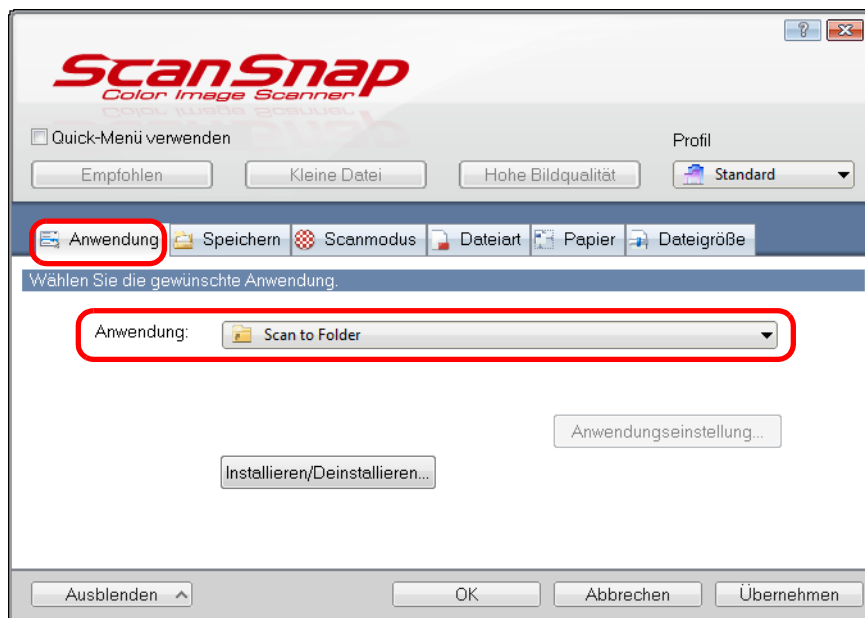 ScanSnap
Color Image Scanner
Quick-Menü verwenden
Profil
Empfohlen Kleine Datei Hohe Bildqualität Standard
Anwendung Speichern Scanmodus Dateiart Papier Dateigröße
Wählen Sie die gewünschte Anwendung.
Anwendung: Scan to Folder
Anwendungseinstellung...
Installieren/Deinstallieren...
Ausblenden OK Abbrechen Übernehmen